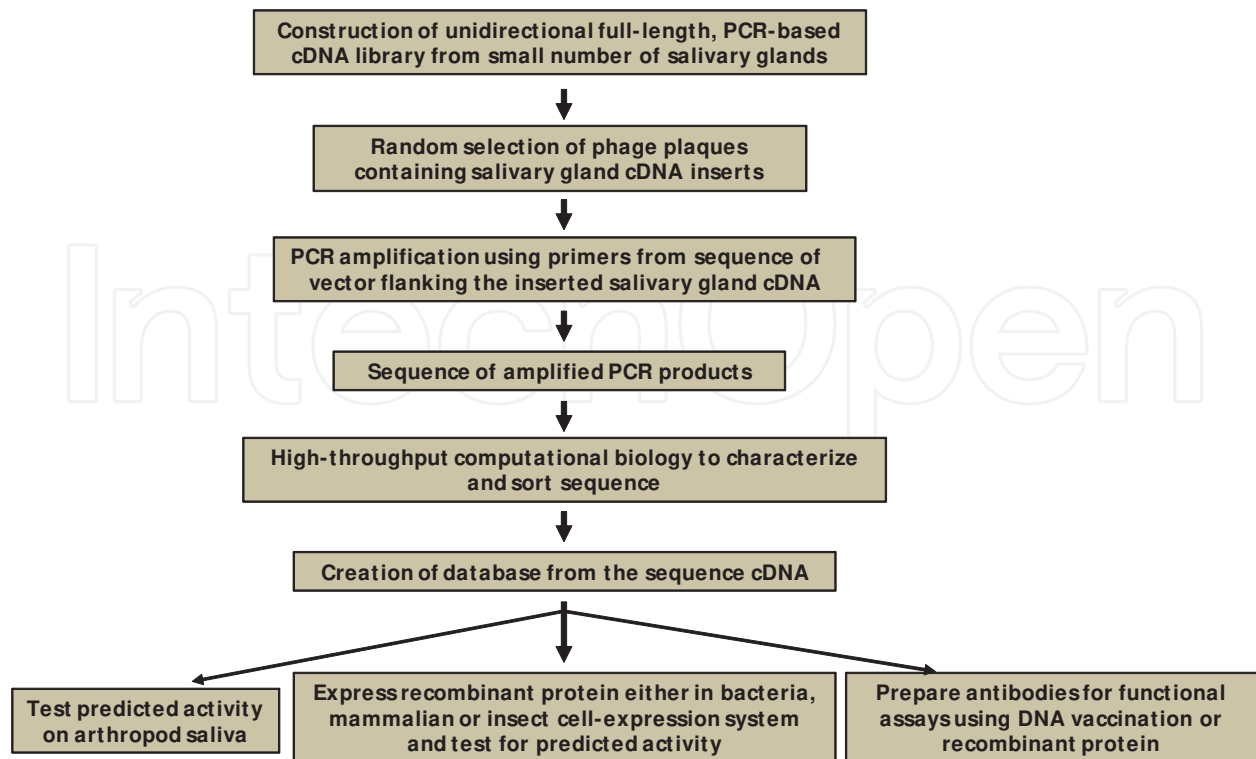 Construction of unidirectional full-length, PCR-based
cDNA library from small number of salivary glands
Random selection of phage plaques
containing salivary gland cDNA inserts
PCR amplification using primers from sequence of
vector flanking the inserted salivary gland cDNA
IntechOpen
Sequence of amplified PCR products
High-throughput computational biology to characterize
and sort sequence
Creation of database from the sequence cDNA
Test predicted activity
on arthropod saliva
Express recombinant protein either in bacteria,
mammalian or insect cell-expression system
and test for predicted activity
Prepare antibodies for functional
assays using DNA vaccination or
recombinant protein